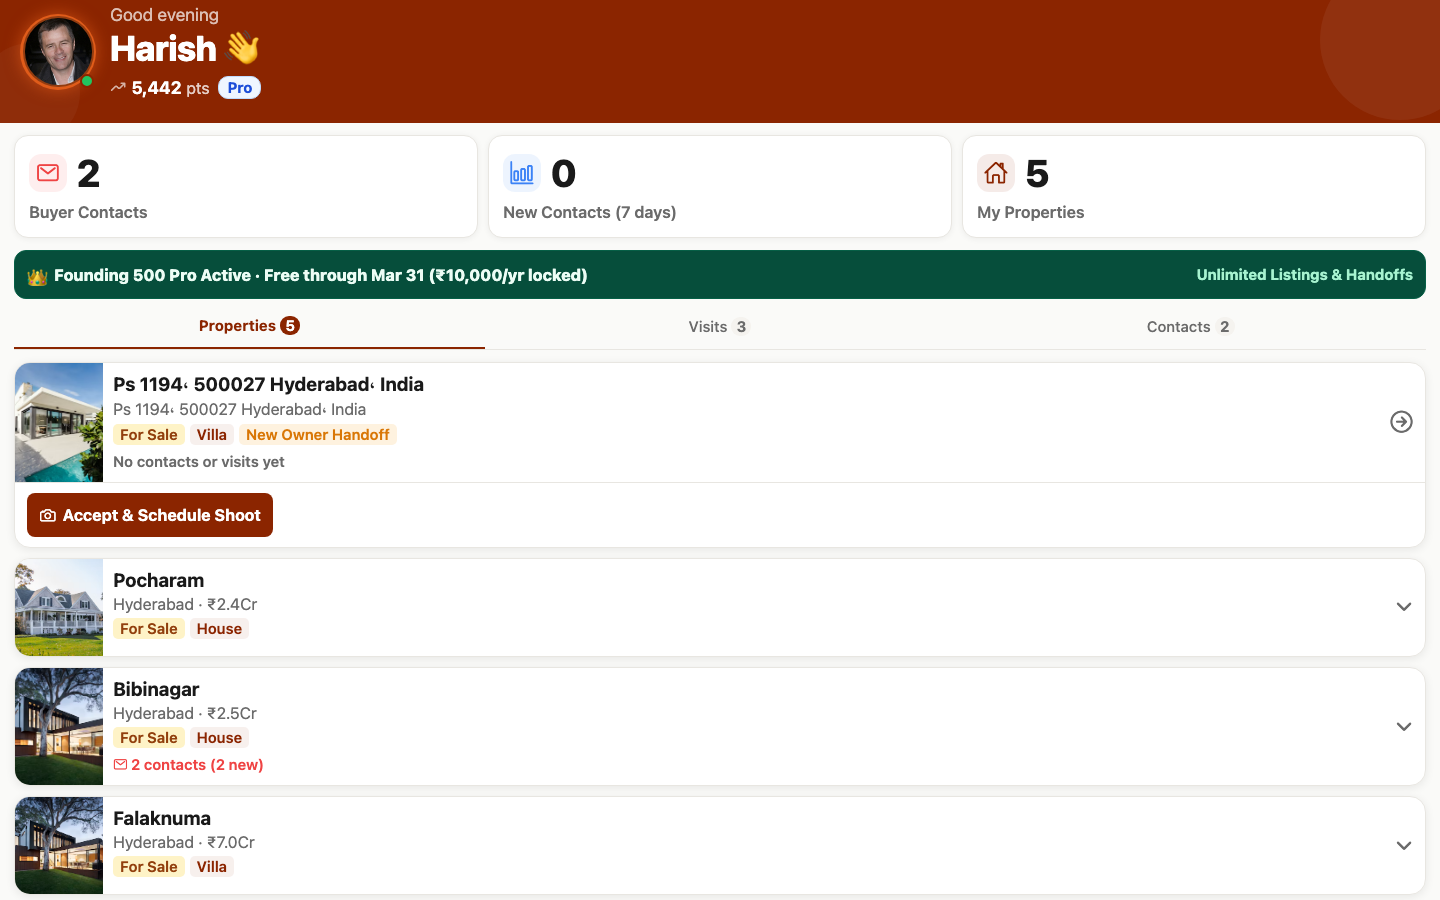 Good evening
Harish 👋
5,442 pts Pro
2
Buyer Contacts
0
New Contacts (7 days)
5
My Properties
👑 Founding 500 Pro Active · Free through Mar 31 (₹10,000/yr locked)
Unlimited Listings & Handoffs
Properties 5
Visits 3
Contacts 2
Ps 1194، 500027 Hyderabad، India
Ps 1194، 500027 Hyderabad، India
For Sale Villa New Owner Handoff
No contacts or visits yet
Accept & Schedule Shoot
Pocharam
Hyderabad · ₹2.4Cr
For Sale House
Bibinagar
Hyderabad · ₹2.5Cr
For Sale House
2 contacts (2 new)
Falaknuma
Hyderabad · ₹7.0Cr
For Sale Villa